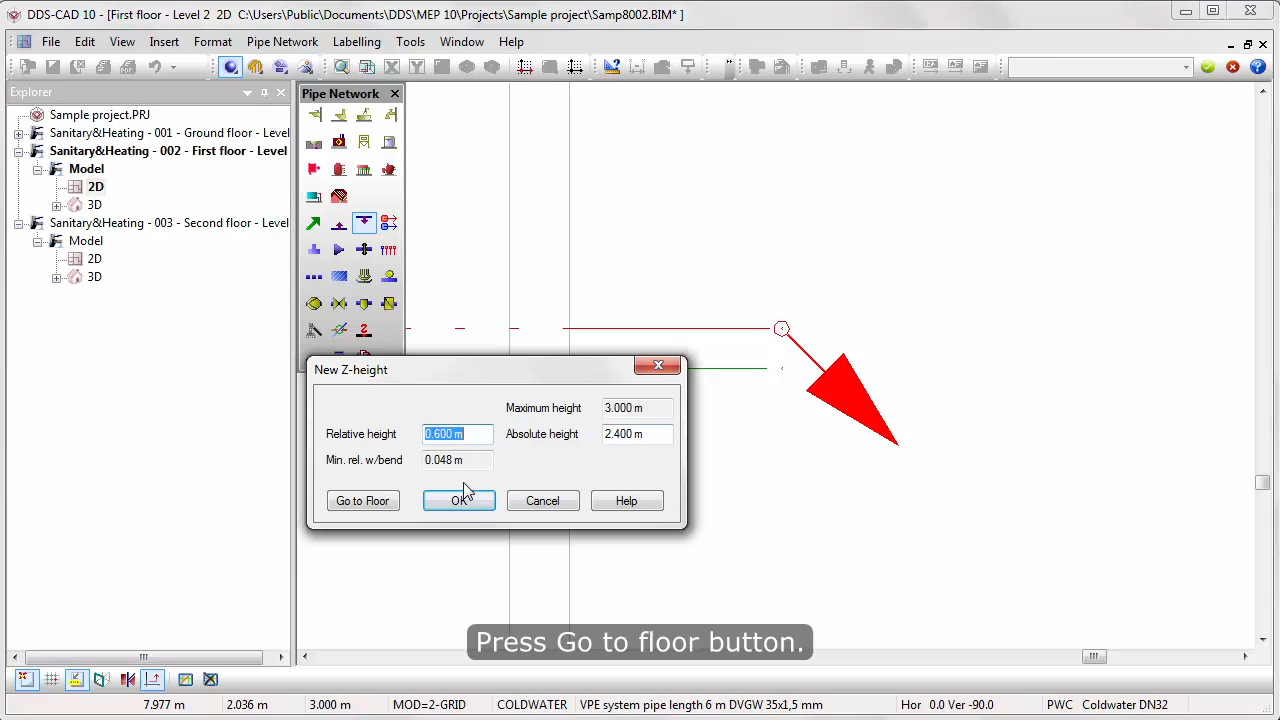 DDS-CAD 10 - [First floor - Level 2  2D  C:\Users\Public\Documents\DDS\MEP 10\Projects\Sample project\Samp8002.BIM* ]
File Edit View Insert Format Pipe Network Labelling Tools Window Help
Explorer
Sample project.PRJ
Sanitary&Heating - 001 - Ground floor - Level
Sanitary&Heating - 002 - First floor - Level
Model
2D
3D
Sanitary&Heating - 003 - Second floor - Level
Model
2D
3D
Pipe Network
New Z-height
Maximum height 3.000 m
Relative height 0.600 m Absolute height 2.400 m
Min. rel. w/bend 0.048 m
Go to Floor OK Cancel Help
Press Go to floor button.
7.977 m 2.036 m 3.000 m MOD=2-GRID COLDWATER VPE system pipe length 6 m DVGW 35x1,5 mm Hor 0.0 Ver -90.0 PWC Coldwater DN32